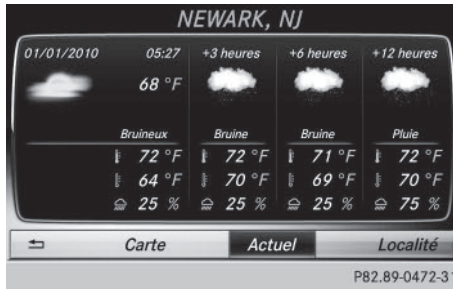 NEWARK, NJ
01/01/2010 05:27 +3 heures +6 heures +12 heures
68 °F
Bruineux Bruine Bruine Pluie
72 °F 72 °F 71 °F 72 °F
64 °F 70 °F 69 °F 70 °F
25 % 25 % 25 % 75 %
Carte Actuel Localité
P82.89-0472-31